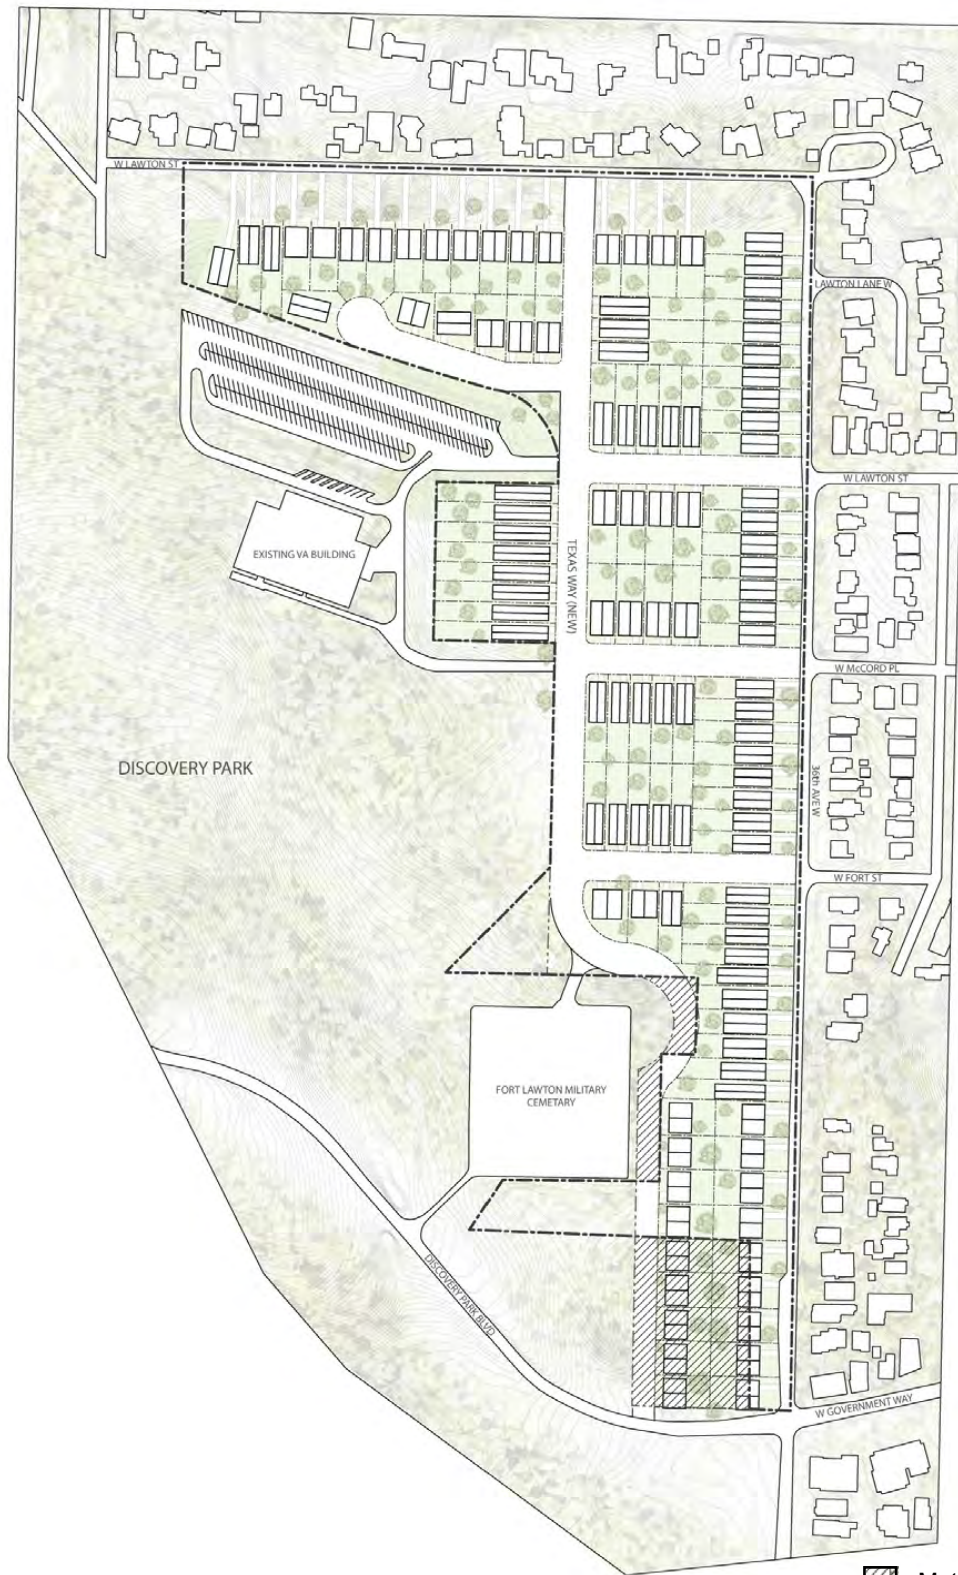 W LAWTON ST
LAWTON LANE W
W LAWTON ST
EXISTING VA BUILDING
TEXAS WAY (NEW)
W McCORD PL
DISCOVERY PARK
36th AVE W
W FORT ST
FORT LAWTON MILITARY
CEMETARY
DISCOVERY PARK BLVD
W GOVERNMENT WAY